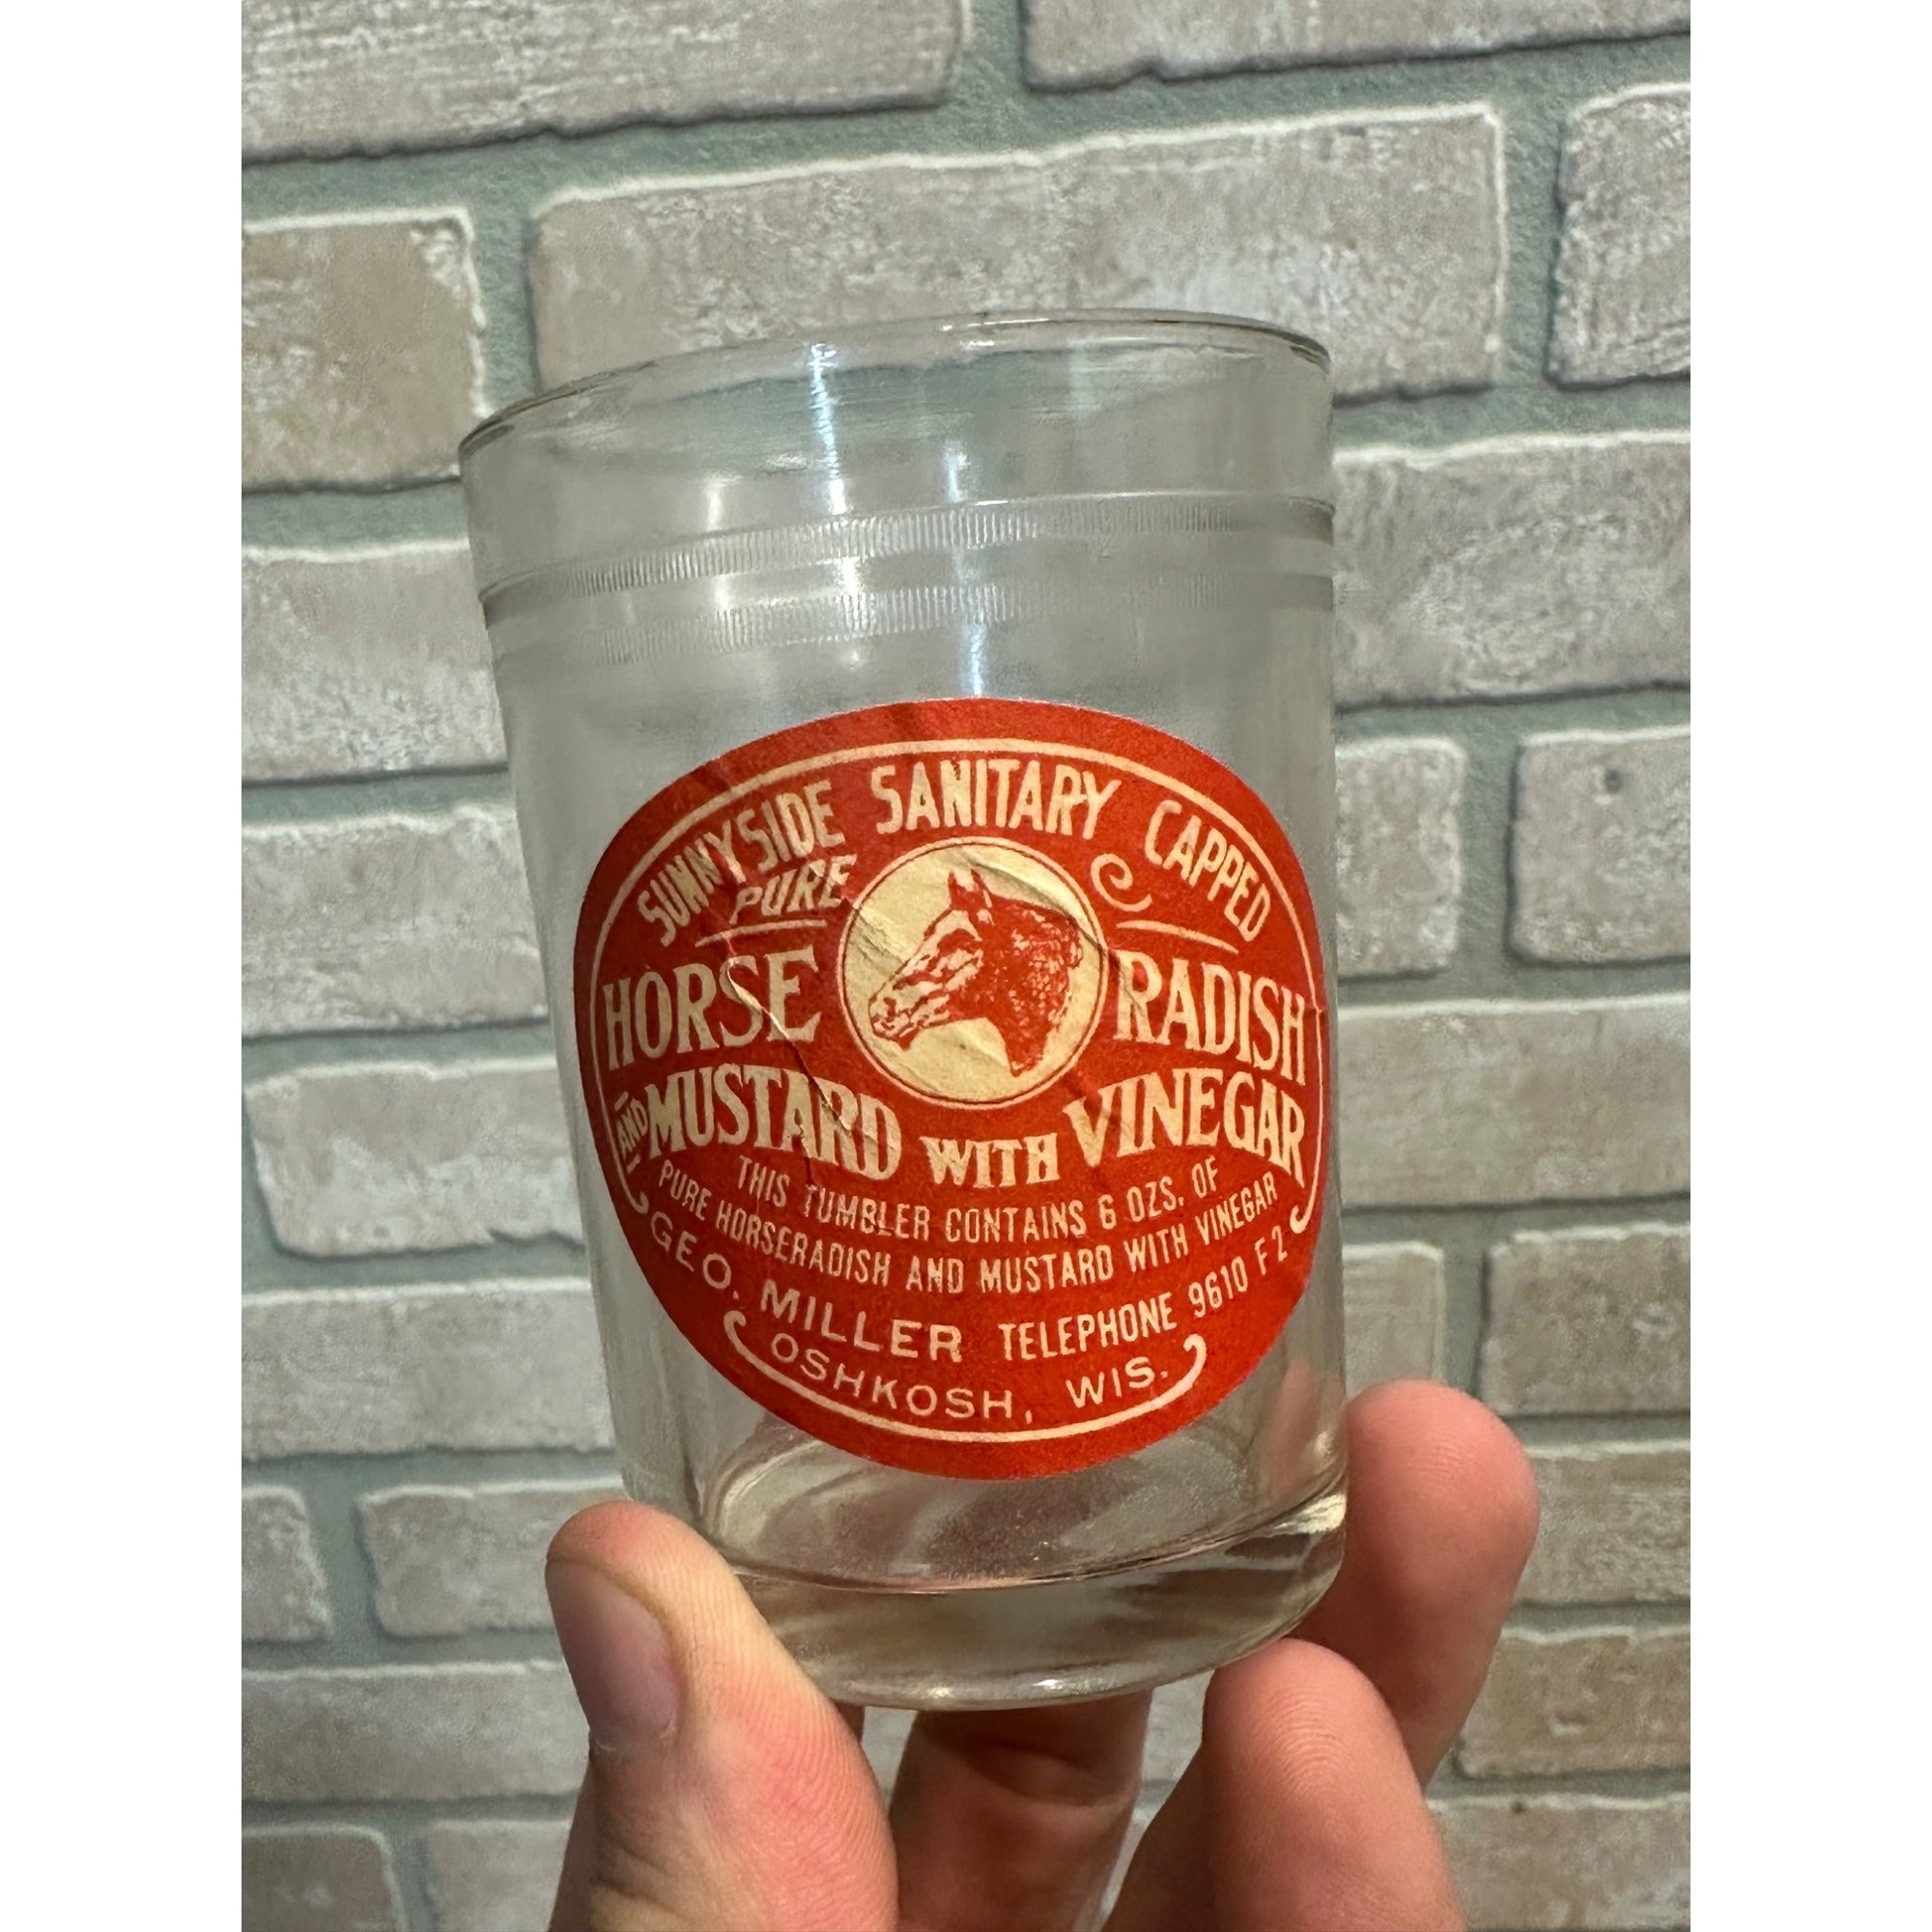 SUNNYSIDE SANITARY CAPPED
PURE
HORSE RADISH
AND MUSTARD WITH VINEGAR
THIS TUMBLER CONTAINS 6 OZS. OF
PURE HORSERADISH AND MUSTARD WITH VINEGAR
GEO. MILLER TELEPHONE 9610 F 2
OSHKOSH, WIS.